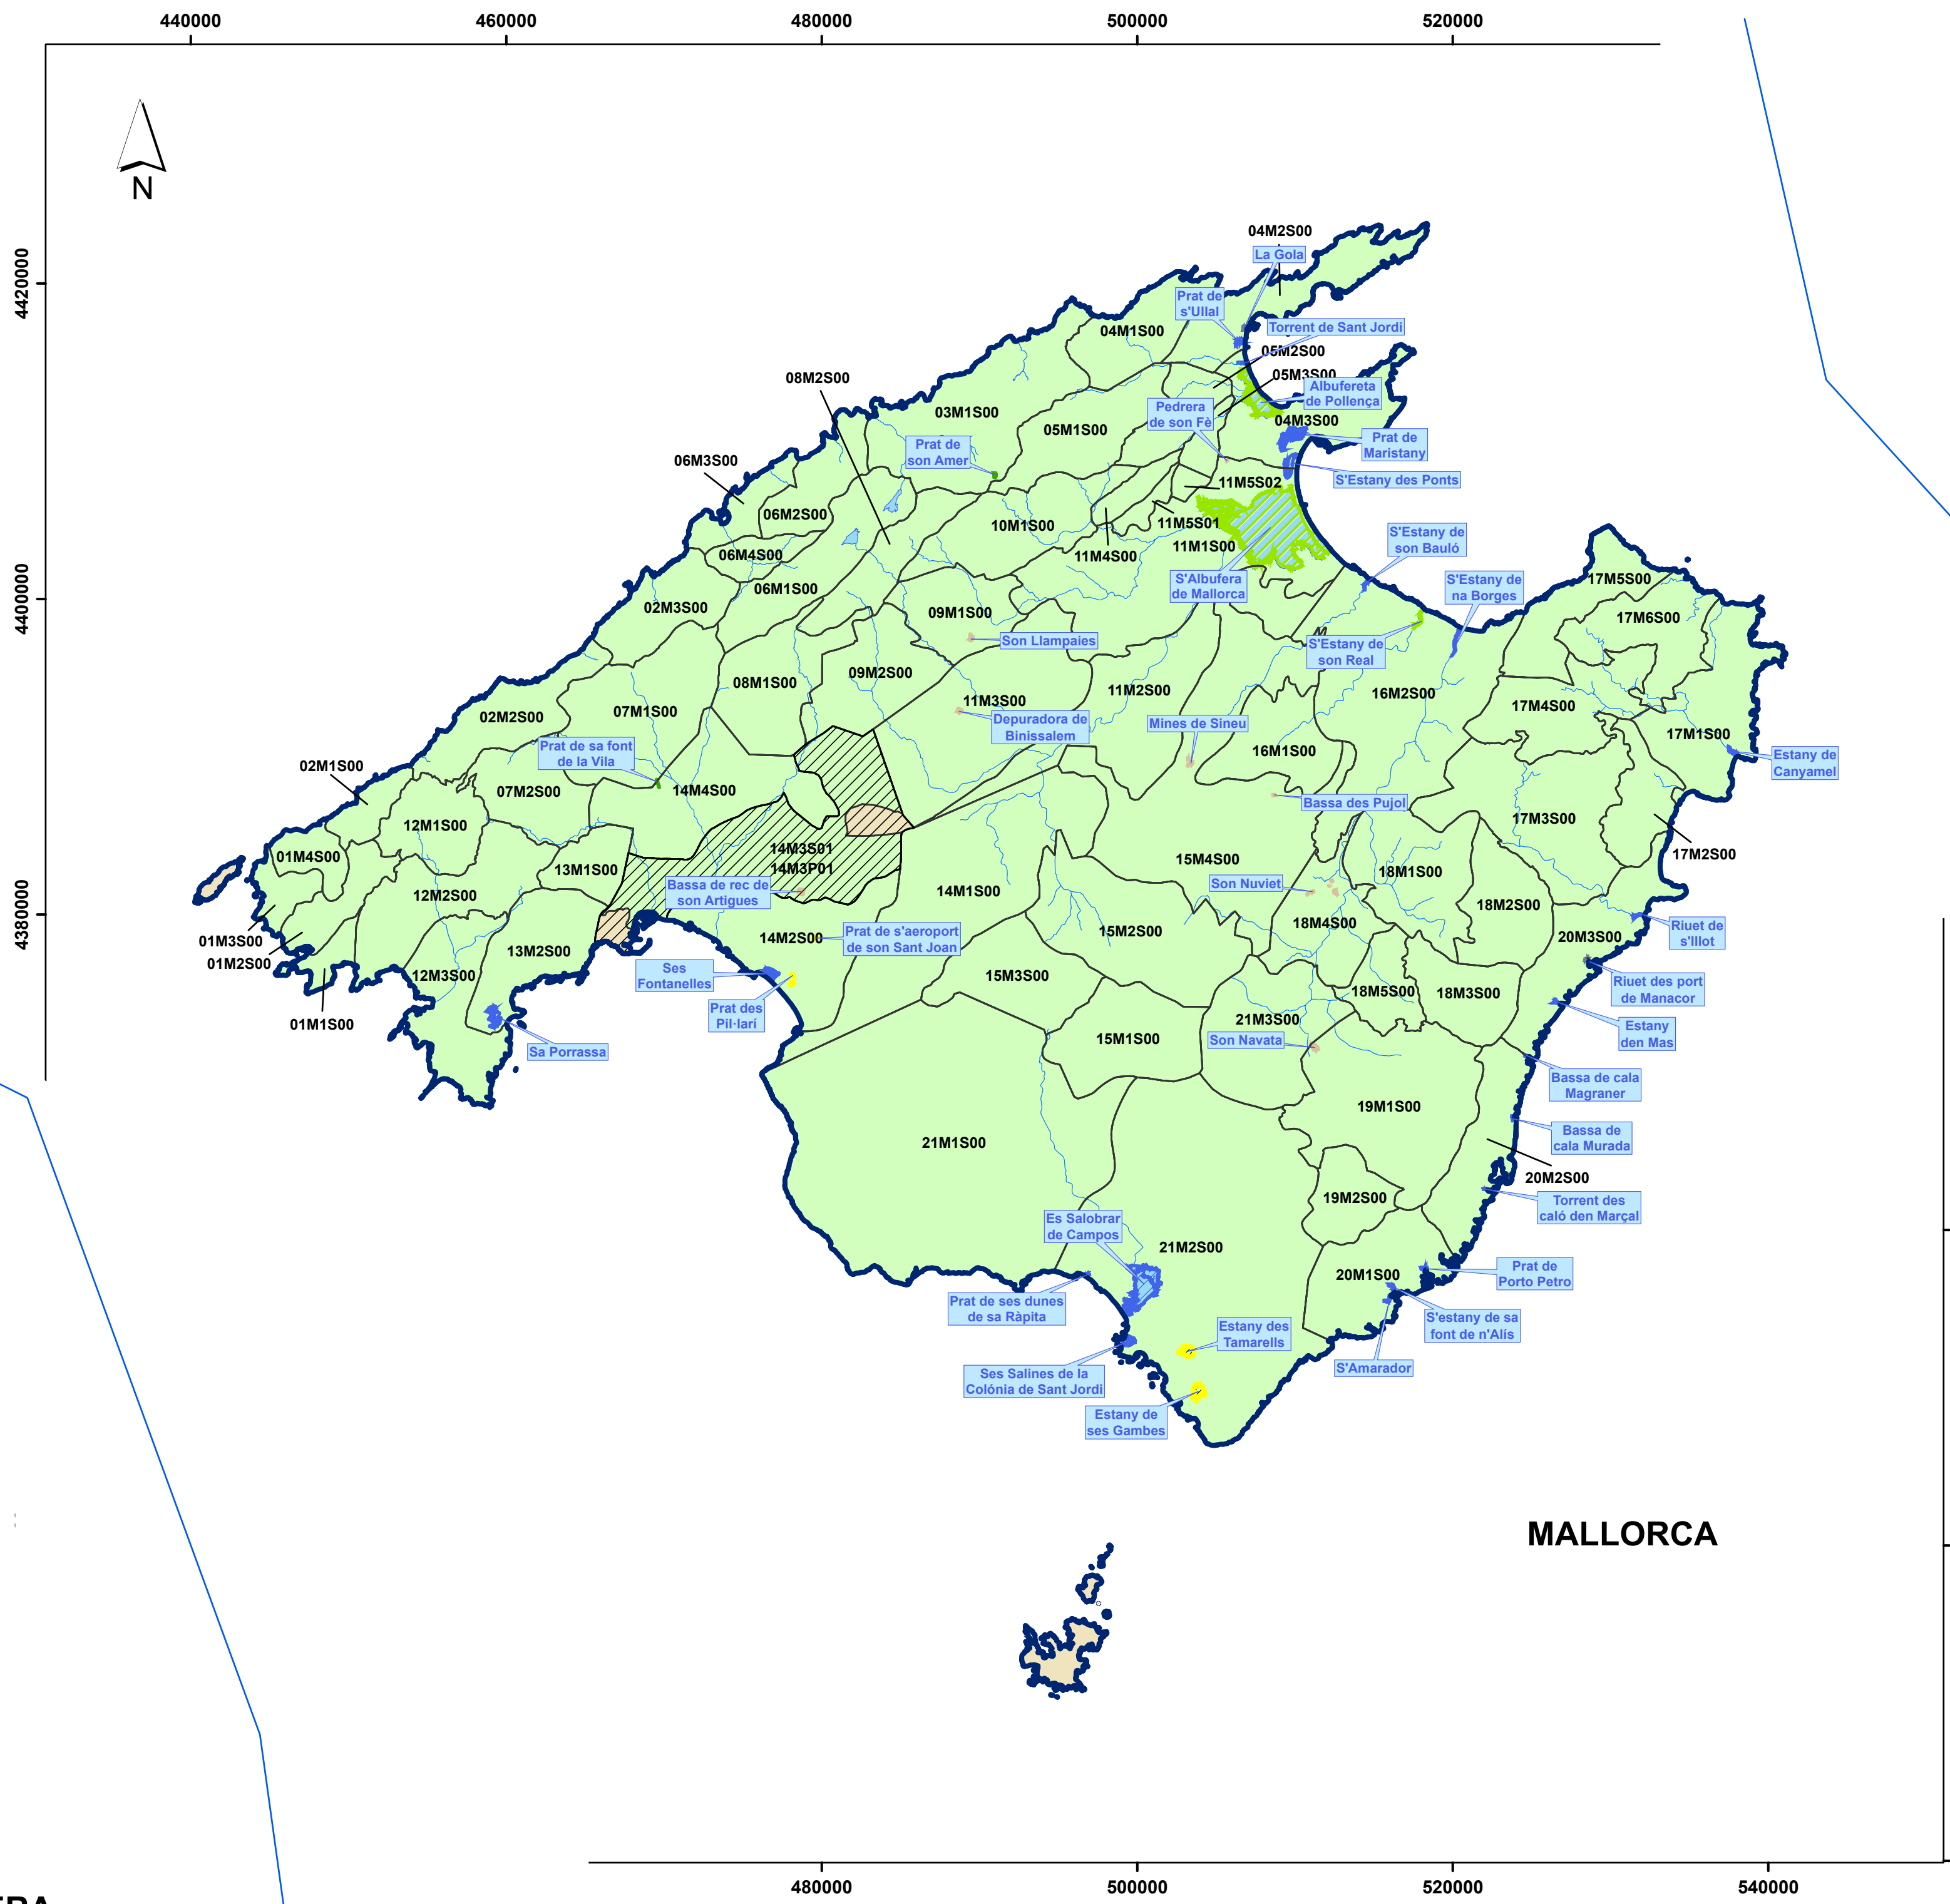 440000
460000
480000
500000
520000
4420000
4400000
4380000
N
04M2S00
La Gola
Prat de
s'Ullal
04M1S00
Torrent de Sant Jordi
05M2S00
05M3S00
08M2S00
Albufereta
de Pollença
03M1S00
Pedrera
de son Fè
04M3S00
05M1S00
Prat de
son Amer
Prat de
Maristany
06M3S00
S'Estany des Ponts
11M5S02
06M2S00
10M1S00
11M5S01
S'Estany de
son Bauló
06M4S00
11M4S00
11M1S00
06M1S00
S'Albufera
de Mallorca
S'Estany de
na Borges
17M5S00
02M3S00
09M1S00
17M6S00
Son Llampaies
M
S'Estany de
son Real
08M1S00
09M2S00
11M2S00
16M2S00
11M3S00
07M1S00
17M4S00
02M2S00
Depuradora de
Binissalem
Mines de Sineu
17M1S00
Prat de sa font
de la Vila
16M1S00
Estany de
Canyamel
02M1S00
07M2S00
14M4S00
Bassa des Pujol
12M1S00
17M3S00
14M3S01
17M2S00
01M4S00
14M3P01
15M4S00
13M1S00
18M1S00
Bassa de rec de
son Artigues
14M1S00
Son Nuviet
12M2S00
18M2S00
18M4S00
01M3S00
14M2S00
Prat de s'aeroport
de son Sant Joan
15M2S00
20M3S00
Riuet de
s'Illot
01M2S00
13M2S00
12M3S00
Ses
Fontanelles
15M3S00
18M5S00
18M3S00
Riuet des port
de Manacor
01M1S00
Prat des
Pil·larí
21M3S00
Estany
den Mas
15M1S00
Son Navata
Sa Porrassa
Bassa de cala
Magraner
19M1S00
21M1S00
Bassa de
cala Murada
20M2S00
19M2S00
Torrent des
caló den Marçal
Es Salobrar
de Campos
21M2S00
20M1S00
Prat de
Porto Petro
Prat de ses dunes
de sa Ràpita
S'estany de sa
font de n'Alís
Estany des
Tamarells
S'Amarador
Ses Salines de la
Colónia de Sant Jordi
Estany de
ses Gambes
MALLORCA
480000
500000
520000
540000